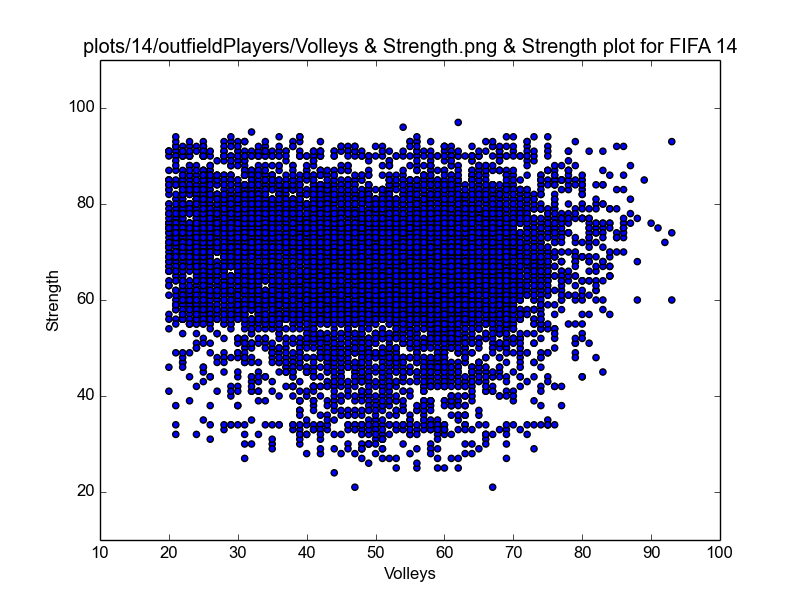 plots/14/outfieldPlayers/Volleys & Strength.png & Strength plot for FIFA 14
100
80
60
40
20
Strength
10 20 30 40 50 60 70 80 90 100
Volleys